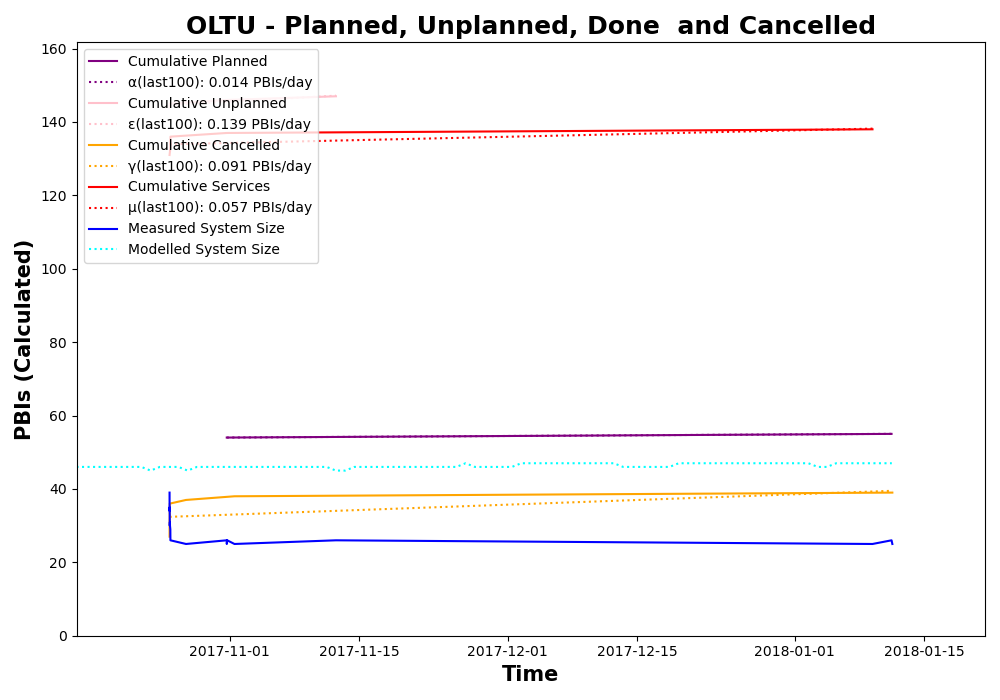 OLTU - Planned, Unplanned, Done  and Cancelled
160
140
120
100
80
60
40
20
0
PBIs (Calculated)
Cumulative Planned
α(last100): 0.014 PBIs/day
Cumulative Unplanned
ε(last100): 0.139 PBIs/day
Cumulative Cancelled
γ(last100): 0.091 PBIs/day
Cumulative Services
μ(last100): 0.057 PBIs/day
Measured System Size
Modelled System Size
2017-11-01 2017-11-15 2017-12-01 2017-12-15 2018-01-01 2018-01-15
Time